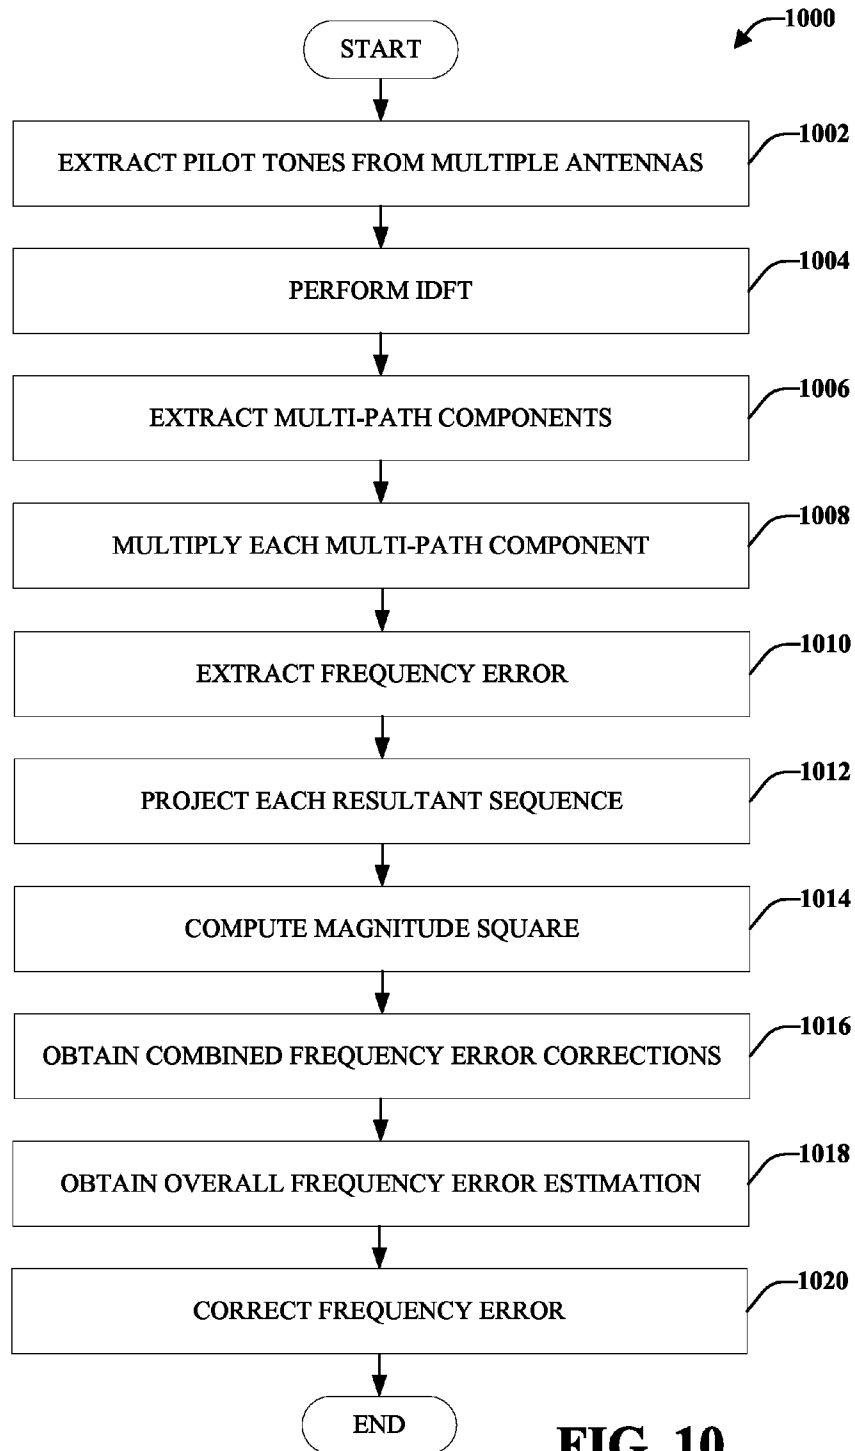 1000
START
EXTRACT PILOT TONES FROM MULTIPLE ANTENNAS
1002
PERFORM IDFT
1004
EXTRACT MULTI-PATH COMPONENTS
1006
MULTIPLY EACH MULTI-PATH COMPONENT
1008
EXTRACT FREQUENCY ERROR
1010
PROJECT EACH RESULTANT SEQUENCE
1012
COMPUTE MAGNITUDE SQUARE
1014
OBTAIN COMBINED FREQUENCY ERROR CORRECTIONS
1016
OBTAIN OVERALL FREQUENCY ERROR ESTIMATION
1018
CORRECT FREQUENCY ERROR
1020
END
FIG. 10